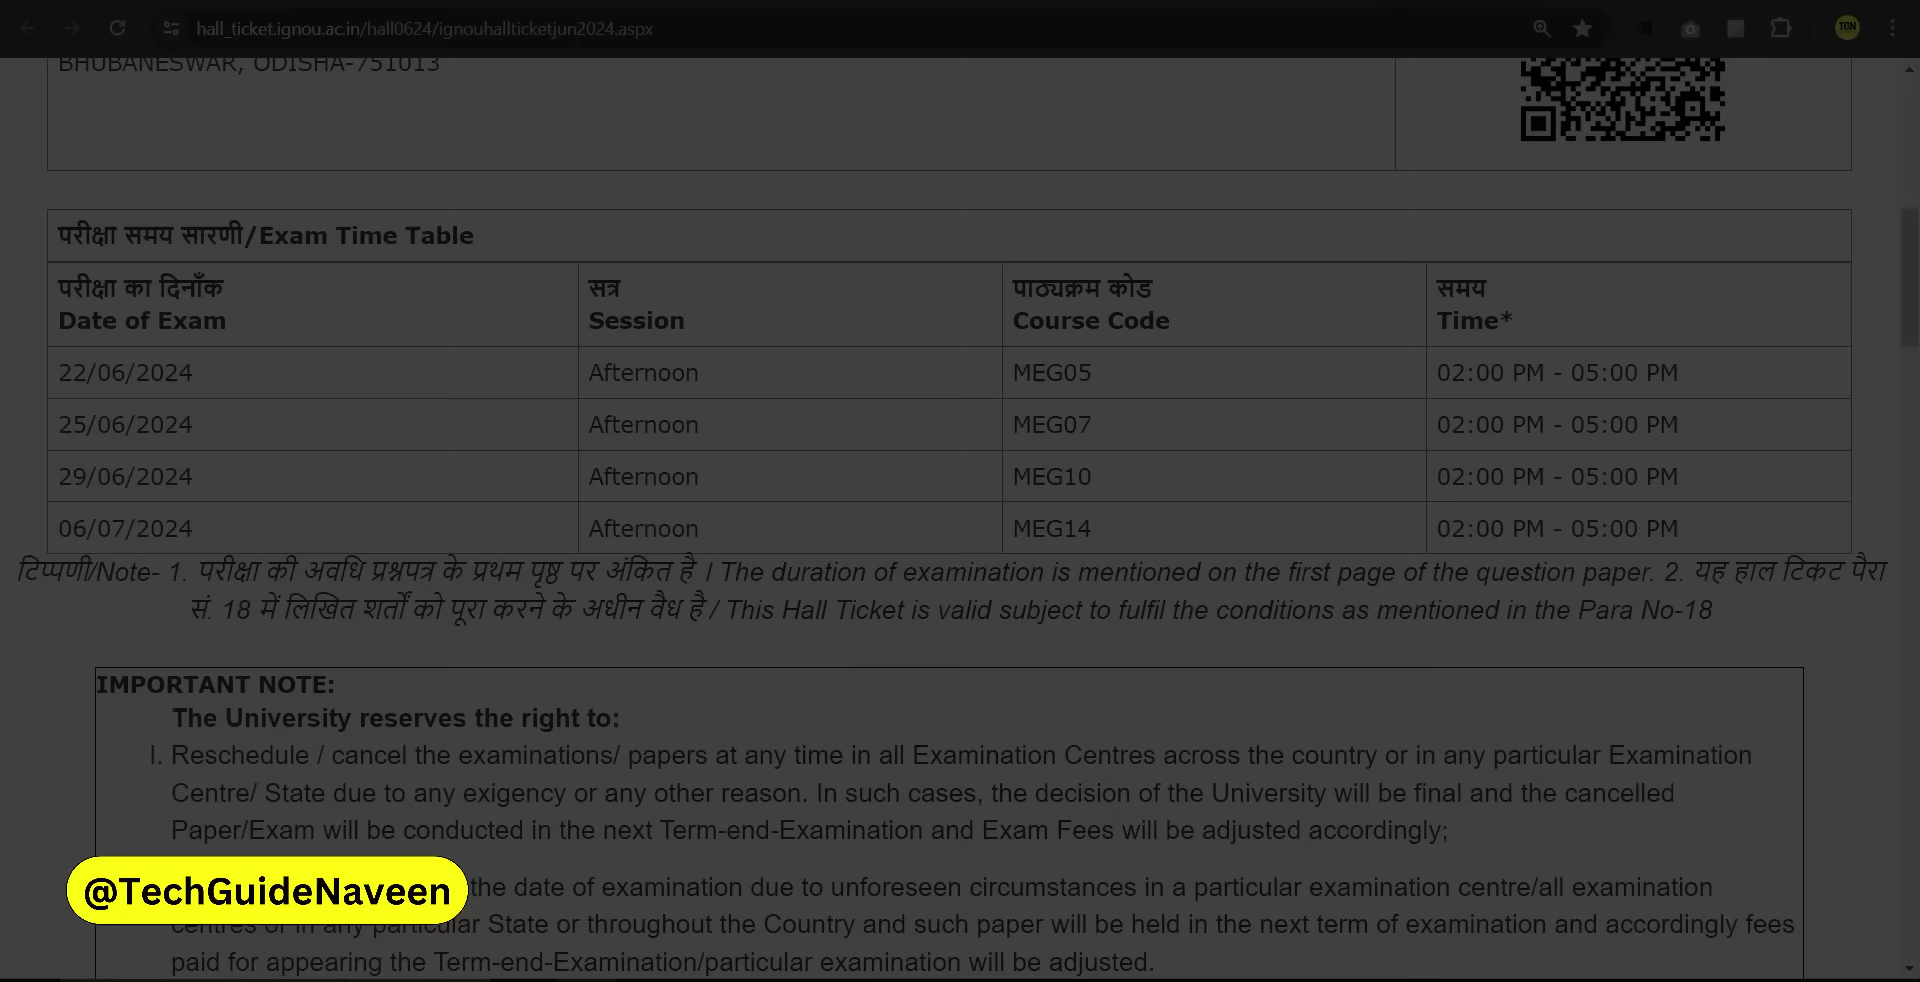 hall_ticket.ignou.ac.in/hall0624/ignouhallticketjun2024.aspx
TGN
BHUBANESWAR, ODISHA-751013
परीक्षा समय सारणी/Exam Time Table
परीक्षा का दिनाँक सत्र पाठ्यक्रम कोड समय
Date of Exam Session Course Code Time*
22/06/2024 Afternoon MEG05 02:00 PM - 05:00 PM
25/06/2024 Afternoon MEG07 02:00 PM - 05:00 PM
29/06/2024 Afternoon MEG10 02:00 PM - 05:00 PM
06/07/2024 Afternoon MEG14 02:00 PM - 05:00 PM
टिप्पणी/Note- 1. परीक्षा की अवधि प्रश्नपत्र के प्रथम पृष्ठ पर अंकित है । The duration of examination is mentioned on the first page of the question paper. 2. यह हाल टिकट पैरा
सं. 18 में लिखित शर्तों को पूरा करने के अधीन वैध है / This Hall Ticket is valid subject to fulfil the conditions as mentioned in the Para No-18
IMPORTANT NOTE:
The University reserves the right to:
I. Reschedule / cancel the examinations/ papers at any time in all Examination Centres across the country or in any particular Examination
Centre/ State due to any exigency or any other reason. In such cases, the decision of the University will be final and the cancelled
Paper/Exam will be conducted in the next Term-end-Examination and Exam Fees will be adjusted accordingly;
@TechGuideNaveen
the date of examination due to unforeseen circumstances in a particular examination centre/all examination
centres or in any particular State or throughout the Country and such paper will be held in the next term of examination and accordingly fees
paid for appearing the Term-end-Examination/particular examination will be adjusted.